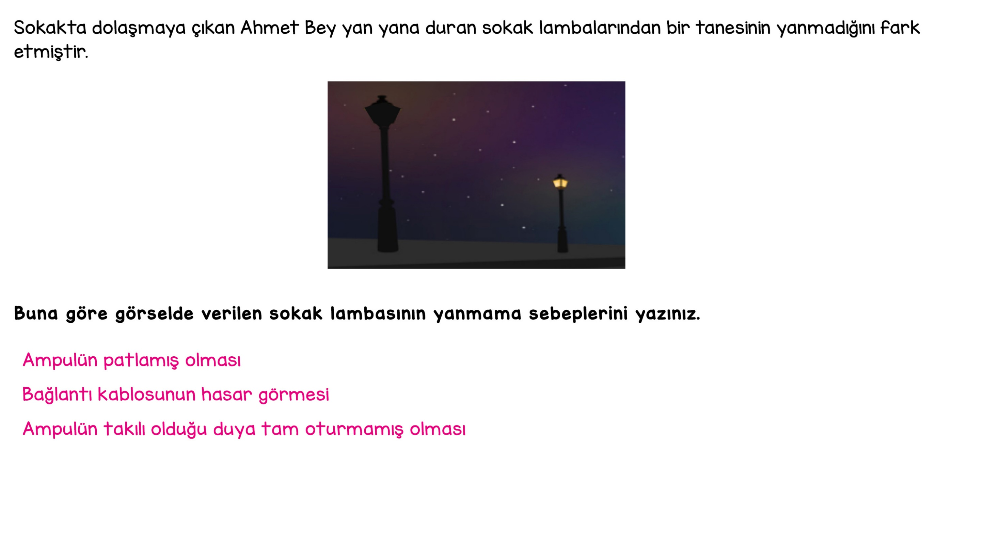 Sokakta dolaşmaya çıkan Ahmet Bey yan yana duran sokak lambalarından bir tanesinin yanmadığını fark
etmiştir.
Buna göre görselde verilen sokak lambasının yanmama sebeplerini yazınız.
Ampulün patlamış olması
Bağlantı kablosunun hasar görmesi
Ampulün takılı olduğu duya tam oturmamış olması